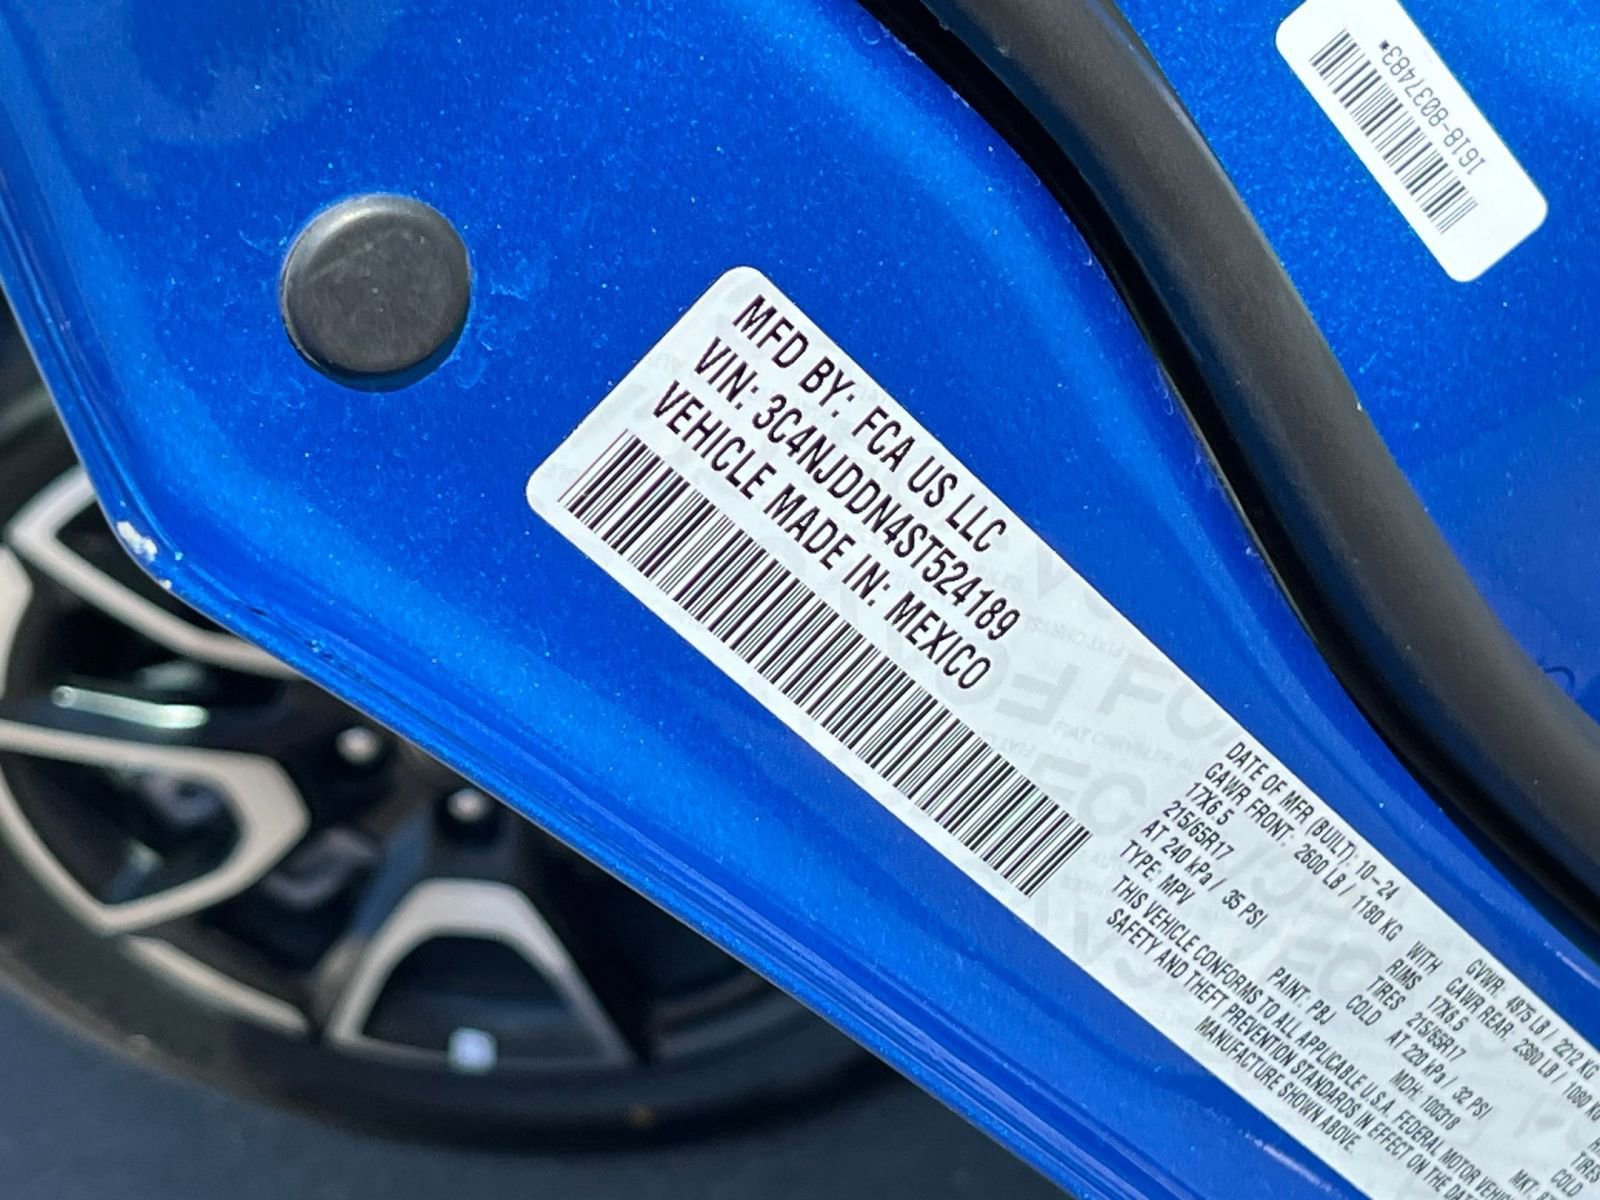 1618-8037483*
MFD BY: FCA US LLC
VIN: 3C4NJDDN4ST524189
VEHICLE MADE IN: MEXICO
DATE OF MFR (BUILT): 10-24 GVWR: 4875 LB / 2212 KG
GAWR FRONT: 2600 LB / 1180 KG WITH GAWR REAR: 2380 LB / 1080 KG
17X6.5 RIMS 17X6.5
215/65R17 TIRES 215/65R17 TIRES
AT 240 kPa / 35 PSI COLD AT 220 kPa / 32 PSI COLD
TYPE: MPV PAINT: PBJ MDH: 100318 MKT:
THIS VEHICLE CONFORMS TO ALL APPLICABLE U.S.A. FEDERAL MOTOR
SAFETY AND THEFT PREVENTION STANDARDS IN EFFECT ON THE
MANUFACTURE SHOWN ABOVE.